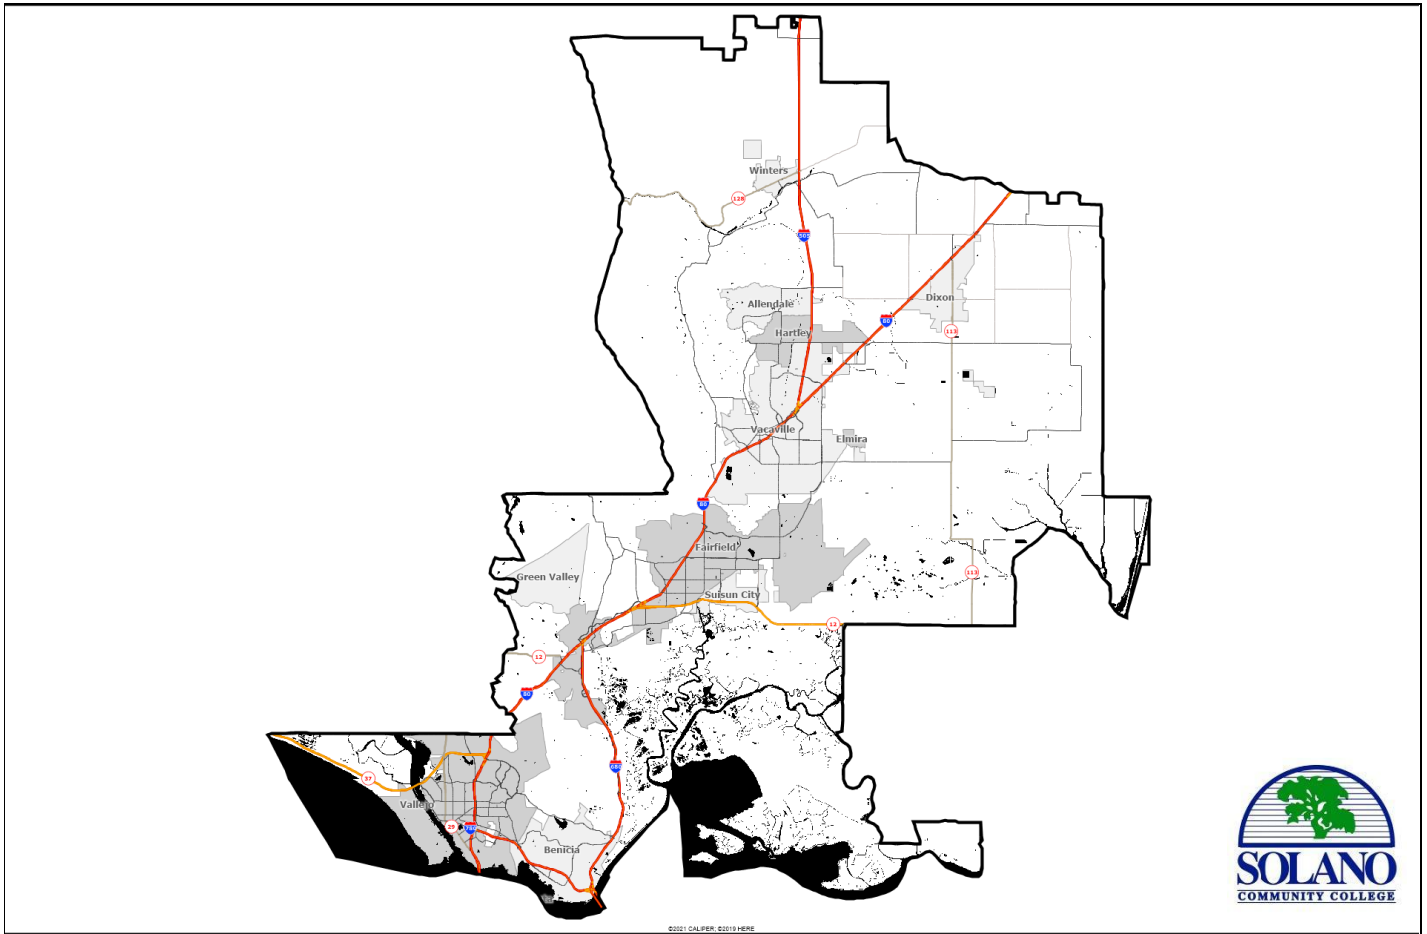 Winters
128
505
Allendale
Dixon
80
Hartley
113
Vacaville
Elmira
80
Fairfield
Green Valley
113
Suisun City
12
12
80
680
37
Vallejo
29
780
Benicia
SOLANO
COMMUNITY COLLEGE
©2021 CALIPER; ©2019 HERE